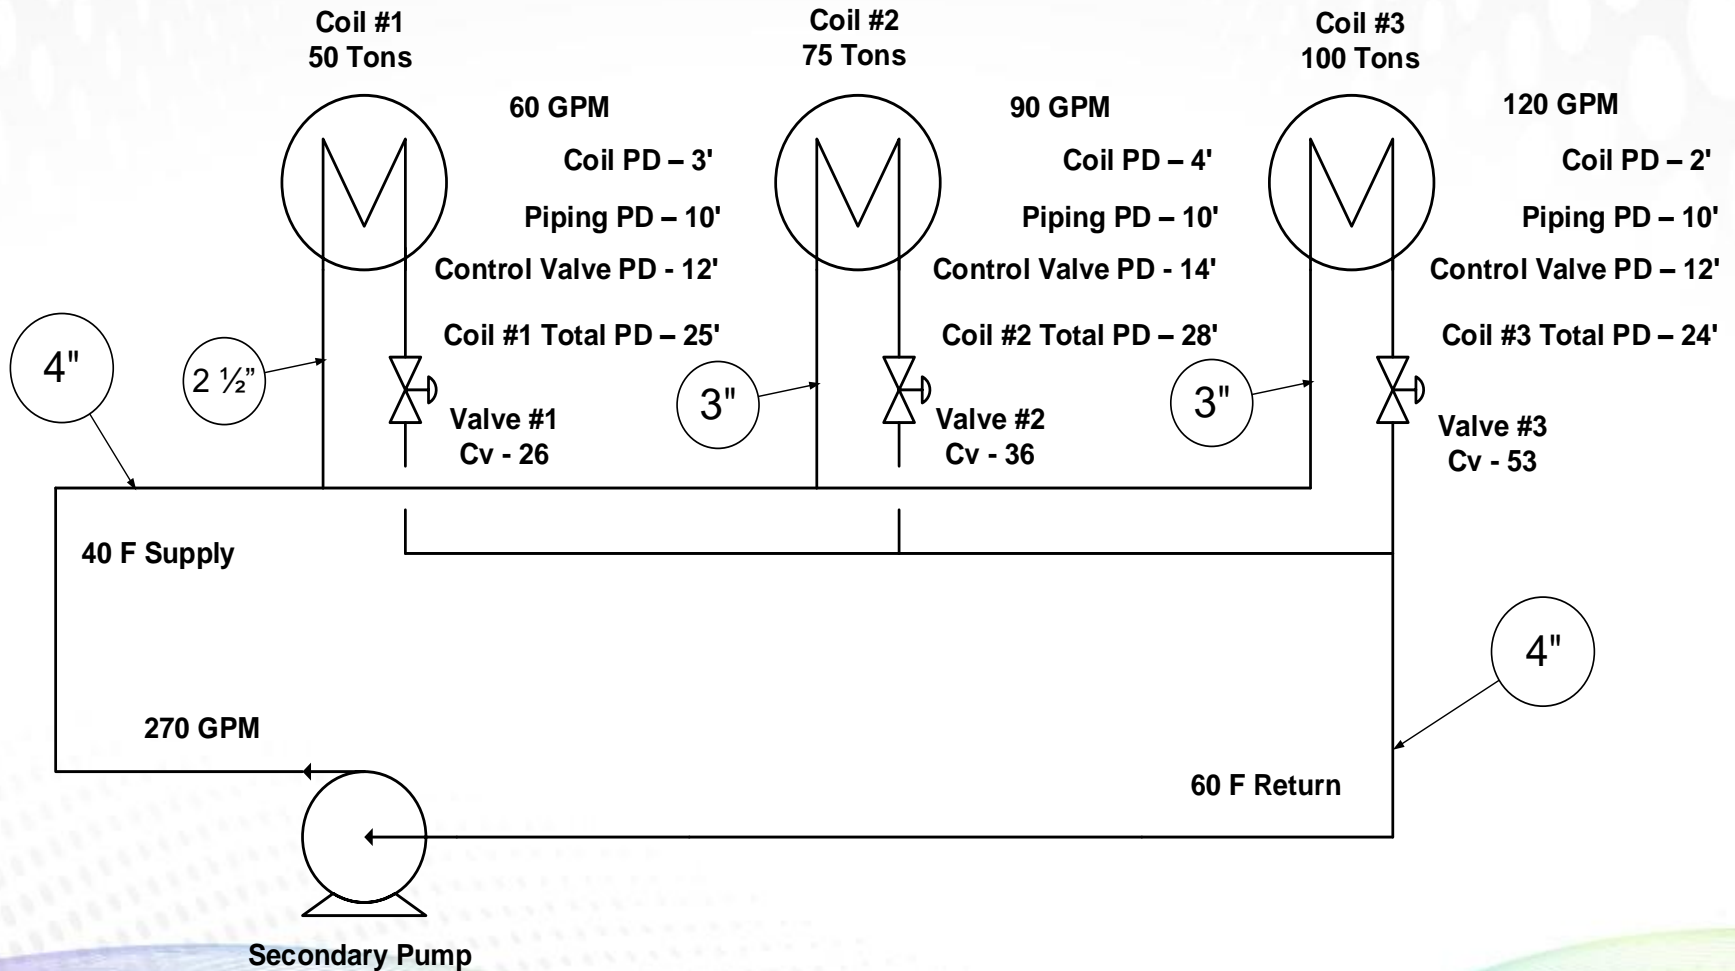 Coil #1
50 Tons
60 GPM
Coil PD – 3'
Piping PD – 10'
Control Valve PD - 12'
Coil #1 Total PD – 25'
Valve #1
Cv - 26
Coil #2
75 Tons
90 GPM
Coil PD – 4'
Piping PD – 10'
Control Valve PD - 14'
Coil #2 Total PD – 28'
Valve #2
Cv - 36
Coil #3
100 Tons
120 GPM
Coil PD – 2'
Piping PD – 10'
Control Valve PD – 12'
Coil #3 Total PD – 24'
Valve #3
Cv - 53
4"
2 ½”
3"
3"
40 F Supply
4"
270 GPM
60 F Return
Secondary Pump